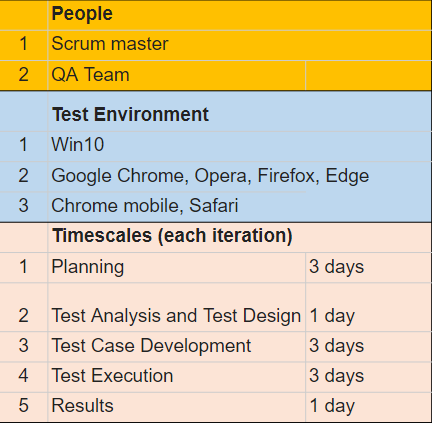 People
1 Scrum master
2 QA Team
Test Environment
1 Win10
2 Google Chrome, Opera, Firefox, Edge
3 Chrome mobile, Safari
Timescales (each iteration)
1 Planning 3 days
2 Test Analysis and Test Design 1 day
3 Test Case Development 3 days
4 Test Execution 3 days
5 Results 1 day